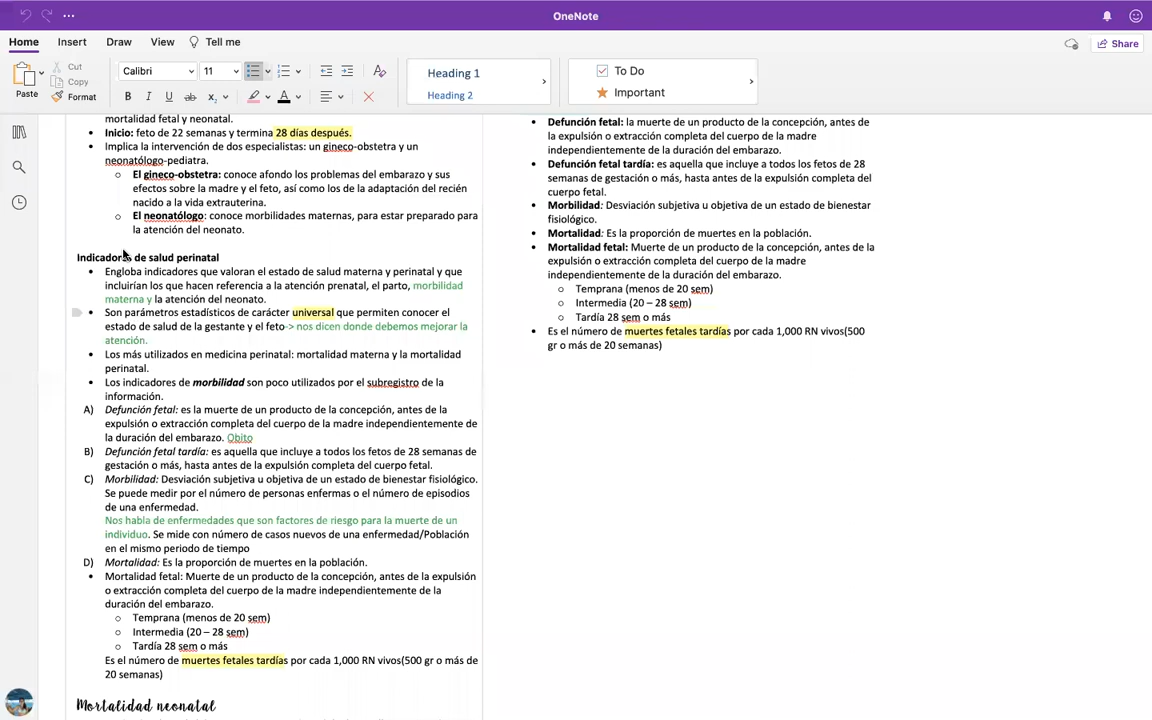 OneNote
Home Insert Draw View Tell me
Share
Paste
Cut
Copy
Format
Calibri 11
B I U ab x₂ A
Heading 1
Heading 2
To Do
Important
mortalidad fetal y neonatal.
• Inicio: feto de 22 semanas y termina 28 días después.
• Implica la intervención de dos especialistas: un gineco-obstetra y un
neonatólogo-pediatra.
○ El gineco-obstetra: conoce afondo los problemas del embarazo y sus
efectos sobre la madre y el feto, así como los de la adaptación del recién
nacido a la vida extrauterina.
○ El neonatólogo: conoce morbilidades maternas, para estar preparado para
la atención del neonato.
Indicadores de salud perinatal
• Engloba indicadores que valoran el estado de salud materna y perinatal y que
incluirían los que hacen referencia a la atención prenatal, el parto, morbilidad
materna y la atención del neonato.
• Son parámetros estadísticos de carácter universal que permiten conocer el
estado de salud de la gestante y el feto-> nos dicen donde debemos mejorar la
atención.
• Los más utilizados en medicina perinatal: mortalidad materna y la mortalidad
perinatal.
• Los indicadores de morbilidad son poco utilizados por el subregistro de la
información.
A) Defunción fetal: es la muerte de un producto de la concepción, antes de la
expulsión o extracción completa del cuerpo de la madre independientemente de
la duración del embarazo. Obito
B) Defunción fetal tardía: es aquella que incluye a todos los fetos de 28 semanas de
gestación o más, hasta antes de la expulsión completa del cuerpo fetal.
C) Morbilidad: Desviación subjetiva u objetiva de un estado de bienestar fisiológico.
Se puede medir por el número de personas enfermas o el número de episodios
de una enfermedad.
Nos habla de enfermedades que son factores de riesgo para la muerte de un
individuo. Se mide con número de casos nuevos de una enfermedad/Población
en el mismo periodo de tiempo
D) Mortalidad: Es la proporción de muertes en la población.
• Mortalidad fetal: Muerte de un producto de la concepción, antes de la expulsión
o extracción completa del cuerpo de la madre independientemente de la
duración del embarazo.
○ Temprana (menos de 20 sem)
○ Intermedia (20 – 28 sem)
○ Tardía 28 sem o más
Es el número de muertes fetales tardías por cada 1,000 RN vivos(500 gr o más de
20 semanas)
Mortalidad neonatal
• Defunción fetal: la muerte de un producto de la concepción, antes de
la expulsión o extracción completa del cuerpo de la madre
independientemente de la duración del embarazo.
• Defunción fetal tardía: es aquella que incluye a todos los fetos de 28
semanas de gestación o más, hasta antes de la expulsión completa del
cuerpo fetal.
• Morbilidad: Desviación subjetiva u objetiva de un estado de bienestar
fisiológico.
• Mortalidad: Es la proporción de muertes en la población.
• Mortalidad fetal: Muerte de un producto de la concepción, antes de la
expulsión o extracción completa del cuerpo de la madre
independientemente de la duración del embarazo.
○ Temprana (menos de 20 sem)
○ Intermedia (20 – 28 sem)
○ Tardía 28 sem o más
• Es el número de muertes fetales tardías por cada 1,000 RN vivos(500
gr o más de 20 semanas)